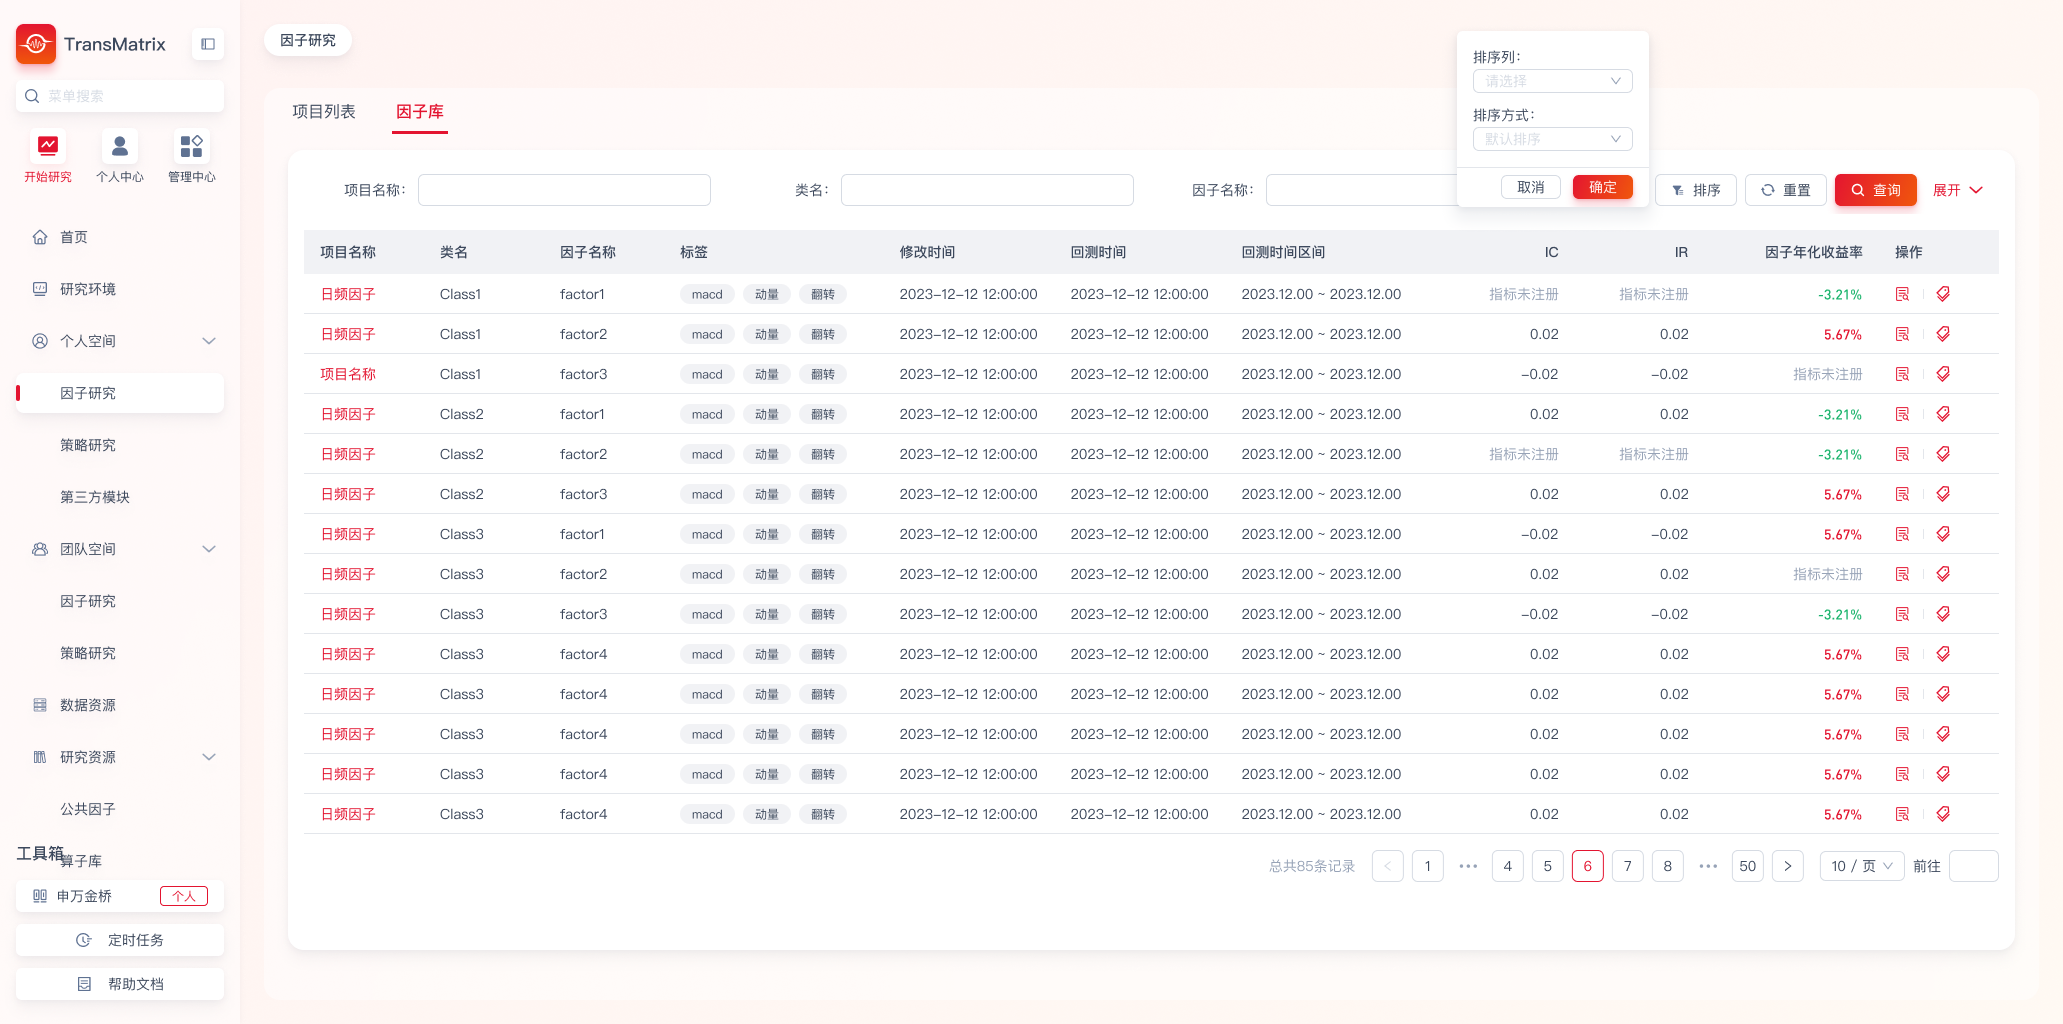 TransMatrix
菜单搜索
开始研究 个人中心 管理中心
首页
研究环境
个人空间
因子研究
策略研究
第三方模块
团队空间
因子研究
策略研究
数据资源
研究资源
公共因子
算子库
工具箱
申万金桥 个人
定时任务
帮助文档
因子研究
项目列表 因子库
排序列：
请选择
排序方式：
默认排序
取消 确定
项目名称： 类名： 因子名称： 排序 重置 查询 展开
项目名称 类名 因子名称 标签 修改时间 回测时间 回测时间区间 IC IR 因子年化收益率 操作
日频因子 Class1 factor1 macd 动量 翻转 2023-12-12 12:00:00 2023-12-12 12:00:00 2023.12.00 ~ 2023.12.00 指标未注册 指标未注册 -3.21%
日频因子 Class1 factor2 macd 动量 翻转 2023-12-12 12:00:00 2023-12-12 12:00:00 2023.12.00 ~ 2023.12.00 0.02 0.02 5.67%
项目名称 Class1 factor3 macd 动量 翻转 2023-12-12 12:00:00 2023-12-12 12:00:00 2023.12.00 ~ 2023.12.00 -0.02 -0.02 指标未注册
日频因子 Class2 factor1 macd 动量 翻转 2023-12-12 12:00:00 2023-12-12 12:00:00 2023.12.00 ~ 2023.12.00 0.02 0.02 -3.21%
日频因子 Class2 factor2 macd 动量 翻转 2023-12-12 12:00:00 2023-12-12 12:00:00 2023.12.00 ~ 2023.12.00 指标未注册 指标未注册 -3.21%
日频因子 Class2 factor3 macd 动量 翻转 2023-12-12 12:00:00 2023-12-12 12:00:00 2023.12.00 ~ 2023.12.00 0.02 0.02 5.67%
日频因子 Class3 factor1 macd 动量 翻转 2023-12-12 12:00:00 2023-12-12 12:00:00 2023.12.00 ~ 2023.12.00 -0.02 -0.02 5.67%
日频因子 Class3 factor2 macd 动量 翻转 2023-12-12 12:00:00 2023-12-12 12:00:00 2023.12.00 ~ 2023.12.00 0.02 0.02 指标未注册
日频因子 Class3 factor3 macd 动量 翻转 2023-12-12 12:00:00 2023-12-12 12:00:00 2023.12.00 ~ 2023.12.00 -0.02 -0.02 -3.21%
日频因子 Class3 factor4 macd 动量 翻转 2023-12-12 12:00:00 2023-12-12 12:00:00 2023.12.00 ~ 2023.12.00 0.02 0.02 5.67%
日频因子 Class3 factor4 macd 动量 翻转 2023-12-12 12:00:00 2023-12-12 12:00:00 2023.12.00 ~ 2023.12.00 0.02 0.02 5.67%
日频因子 Class3 factor4 macd 动量 翻转 2023-12-12 12:00:00 2023-12-12 12:00:00 2023.12.00 ~ 2023.12.00 0.02 0.02 5.67%
日频因子 Class3 factor4 macd 动量 翻转 2023-12-12 12:00:00 2023-12-12 12:00:00 2023.12.00 ~ 2023.12.00 0.02 0.02 5.67%
日频因子 Class3 factor4 macd 动量 翻转 2023-12-12 12:00:00 2023-12-12 12:00:00 2023.12.00 ~ 2023.12.00 0.02 0.02 5.67%
总共85条记录 < 1 ••• 4 5 6 7 8 ••• 50 > 10 / 页 前往